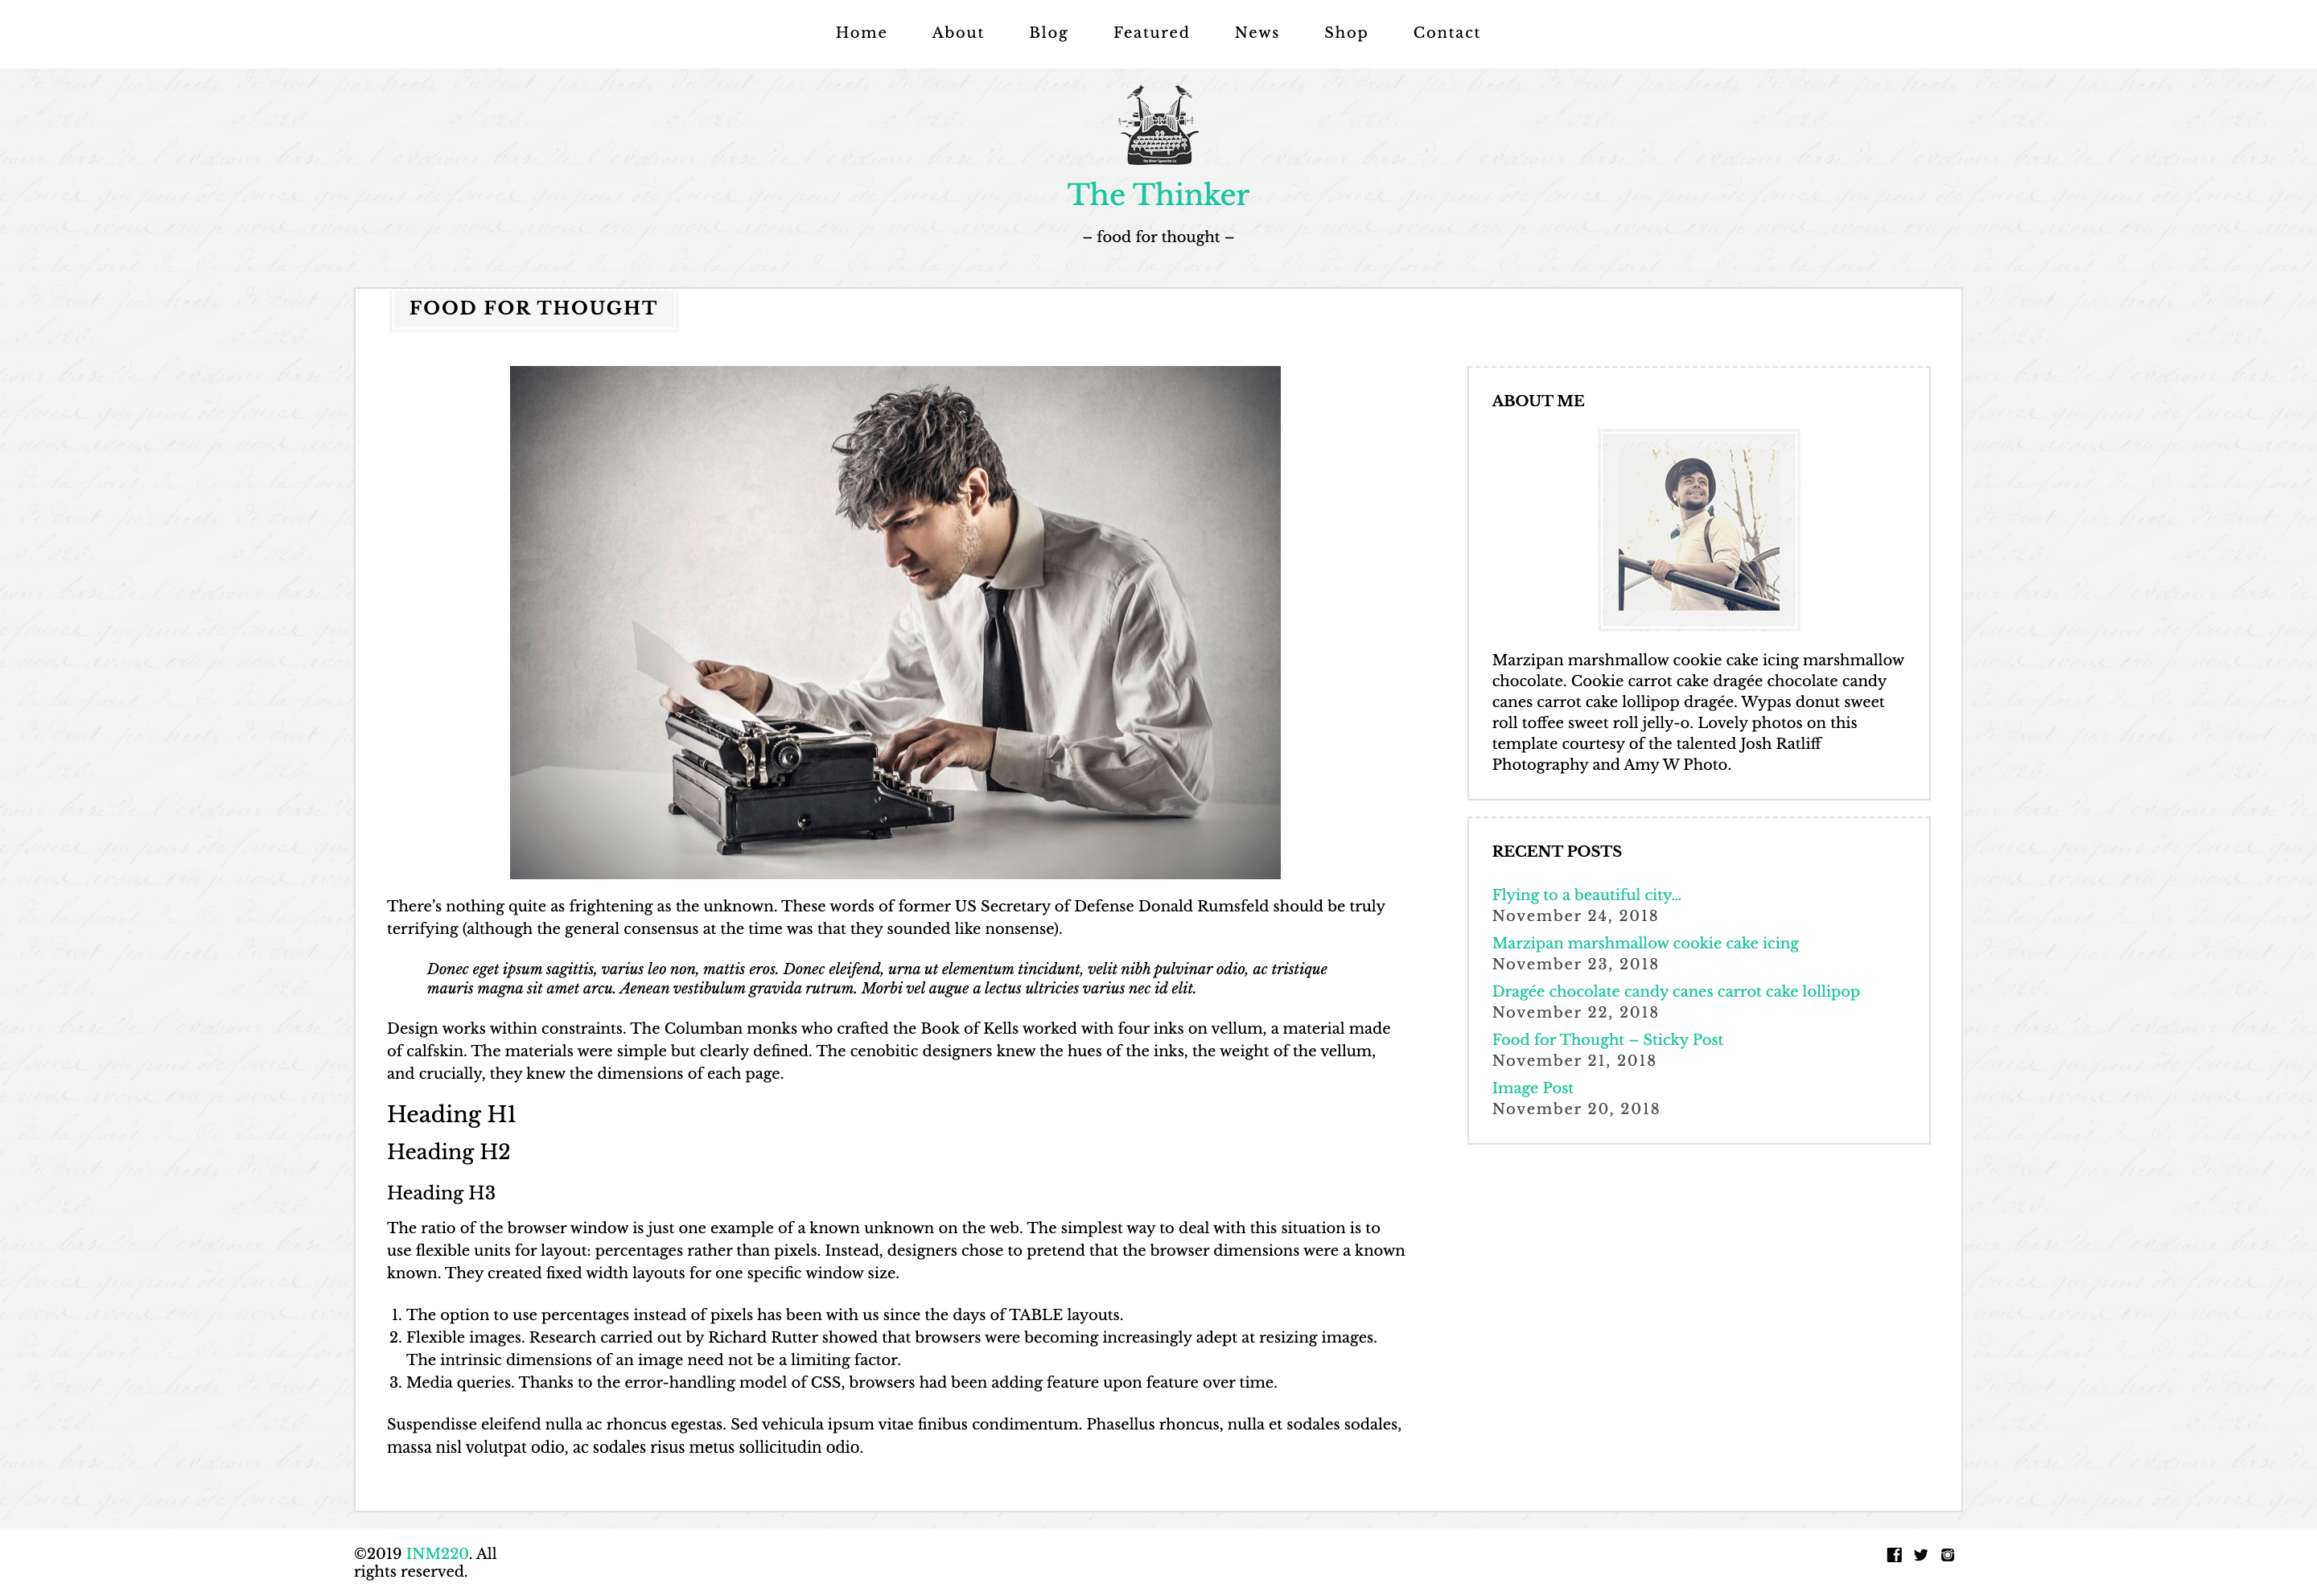 Home About Blog Featured News Shop Contact
The Thinker
– food for thought –
FOOD FOR THOUGHT
There’s nothing quite as frightening as the unknown. These words of former US Secretary of Defense Donald Rumsfeld should be truly
terrifying (although the general consensus at the time was that they sounded like nonsense).
Donec eget ipsum sagittis, varius leo non, mattis eros. Donec eleifend, urna ut elementum tincidunt, velit nibh pulvinar odio, ac tristique
mauris magna sit amet arcu. Aenean vestibulum gravida rutrum. Morbi vel augue a lectus ultricies varius nec id elit.
Design works within constraints. The Columban monks who crafted the Book of Kells worked with four inks on vellum, a material made
of calfskin. The materials were simple but clearly defined. The cenobitic designers knew the hues of the inks, the weight of the vellum,
and crucially, they knew the dimensions of each page.
Heading H1
Heading H2
Heading H3
The ratio of the browser window is just one example of a known unknown on the web. The simplest way to deal with this situation is to
use flexible units for layout: percentages rather than pixels. Instead, designers chose to pretend that the browser dimensions were a known
known. They created fixed width layouts for one specific window size.
1. The option to use percentages instead of pixels has been with us since the days of TABLE layouts.
2. Flexible images. Research carried out by Richard Rutter showed that browsers were becoming increasingly adept at resizing images.
The intrinsic dimensions of an image need not be a limiting factor.
3. Media queries. Thanks to the error-handling model of CSS, browsers had been adding feature upon feature over time.
Suspendisse eleifend nulla ac rhoncus egestas. Sed vehicula ipsum vitae finibus condimentum. Phasellus rhoncus, nulla et sodales sodales,
massa nisl volutpat odio, ac sodales risus metus sollicitudin odio.
ABOUT ME
Marzipan marshmallow cookie cake icing marshmallow
chocolate. Cookie carrot cake dragée chocolate candy
canes carrot cake lollipop dragée. Wypas donut sweet
roll toffee sweet roll jelly-o. Lovely photos on this
template courtesy of the talented Josh Ratliff
Photography and Amy W Photo.
RECENT POSTS
Flying to a beautiful city…
November 24, 2018
Marzipan marshmallow cookie cake icing
November 23, 2018
Dragée chocolate candy canes carrot cake lollipop
November 22, 2018
Food for Thought – Sticky Post
November 21, 2018
Image Post
November 20, 2018
©2019 INM220. All
rights reserved.